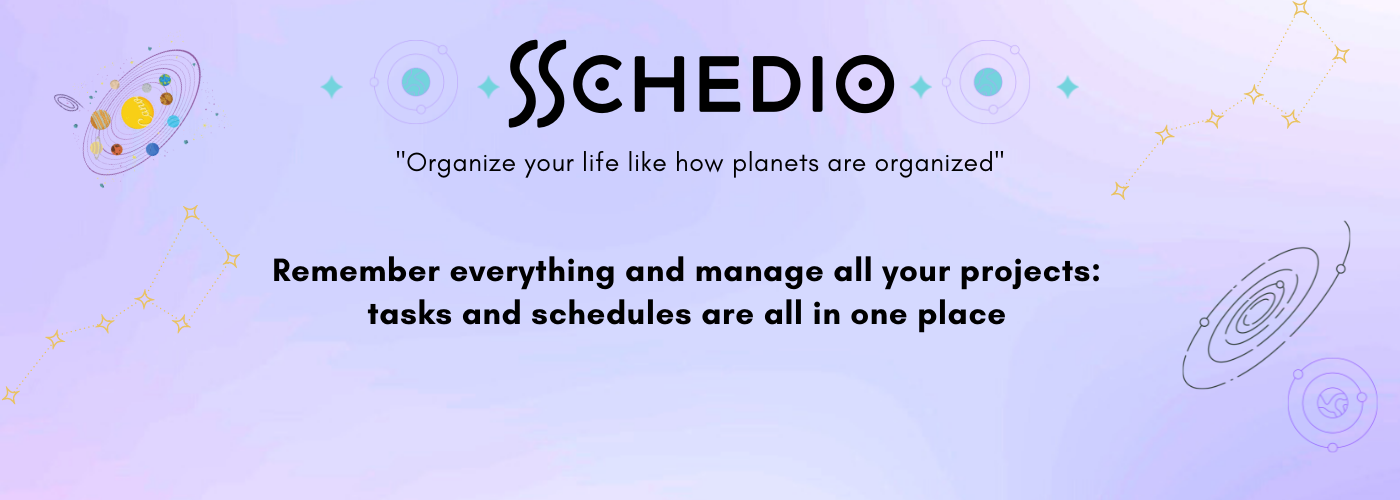 SSCHEDIO
"Organize your life like how planets are organized"
Remember everything and manage all your projects:
tasks and schedules are all in one place